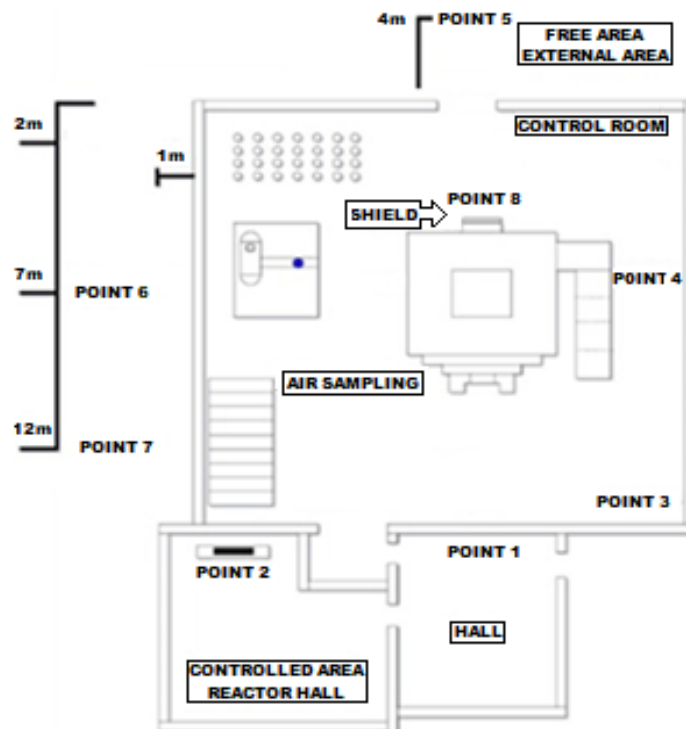 4m
POINT 5
FREE AREA
EXTERNAL AREA
2m
CONTROL ROOM
1m
POINT 8
SHIELD
7m
POINT 6
P0INT 4
AIR SAMPLING
12m
POINT 7
POINT 3
POINT 1
POINT 2
HALL
CONTROLLED AREA
REACTOR HALL